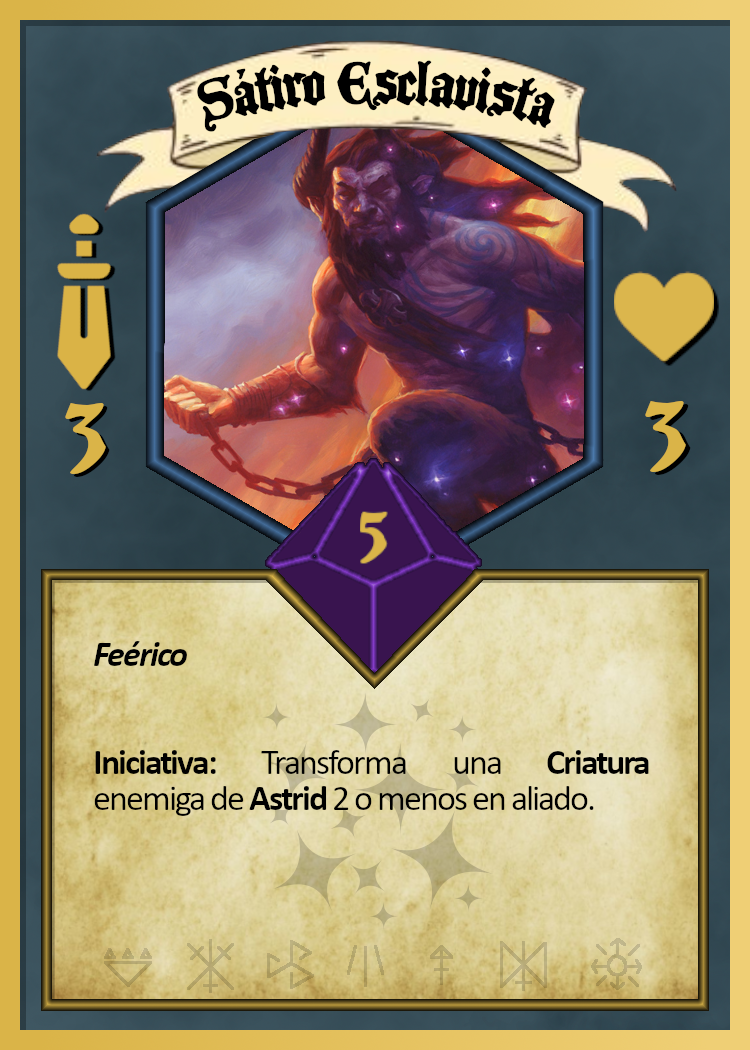 Sátiro Esclavista
3
3
5
Feérico
Iniciativa: Transforma una Criatura
enemiga de Astrid 2 o menos en aliado.